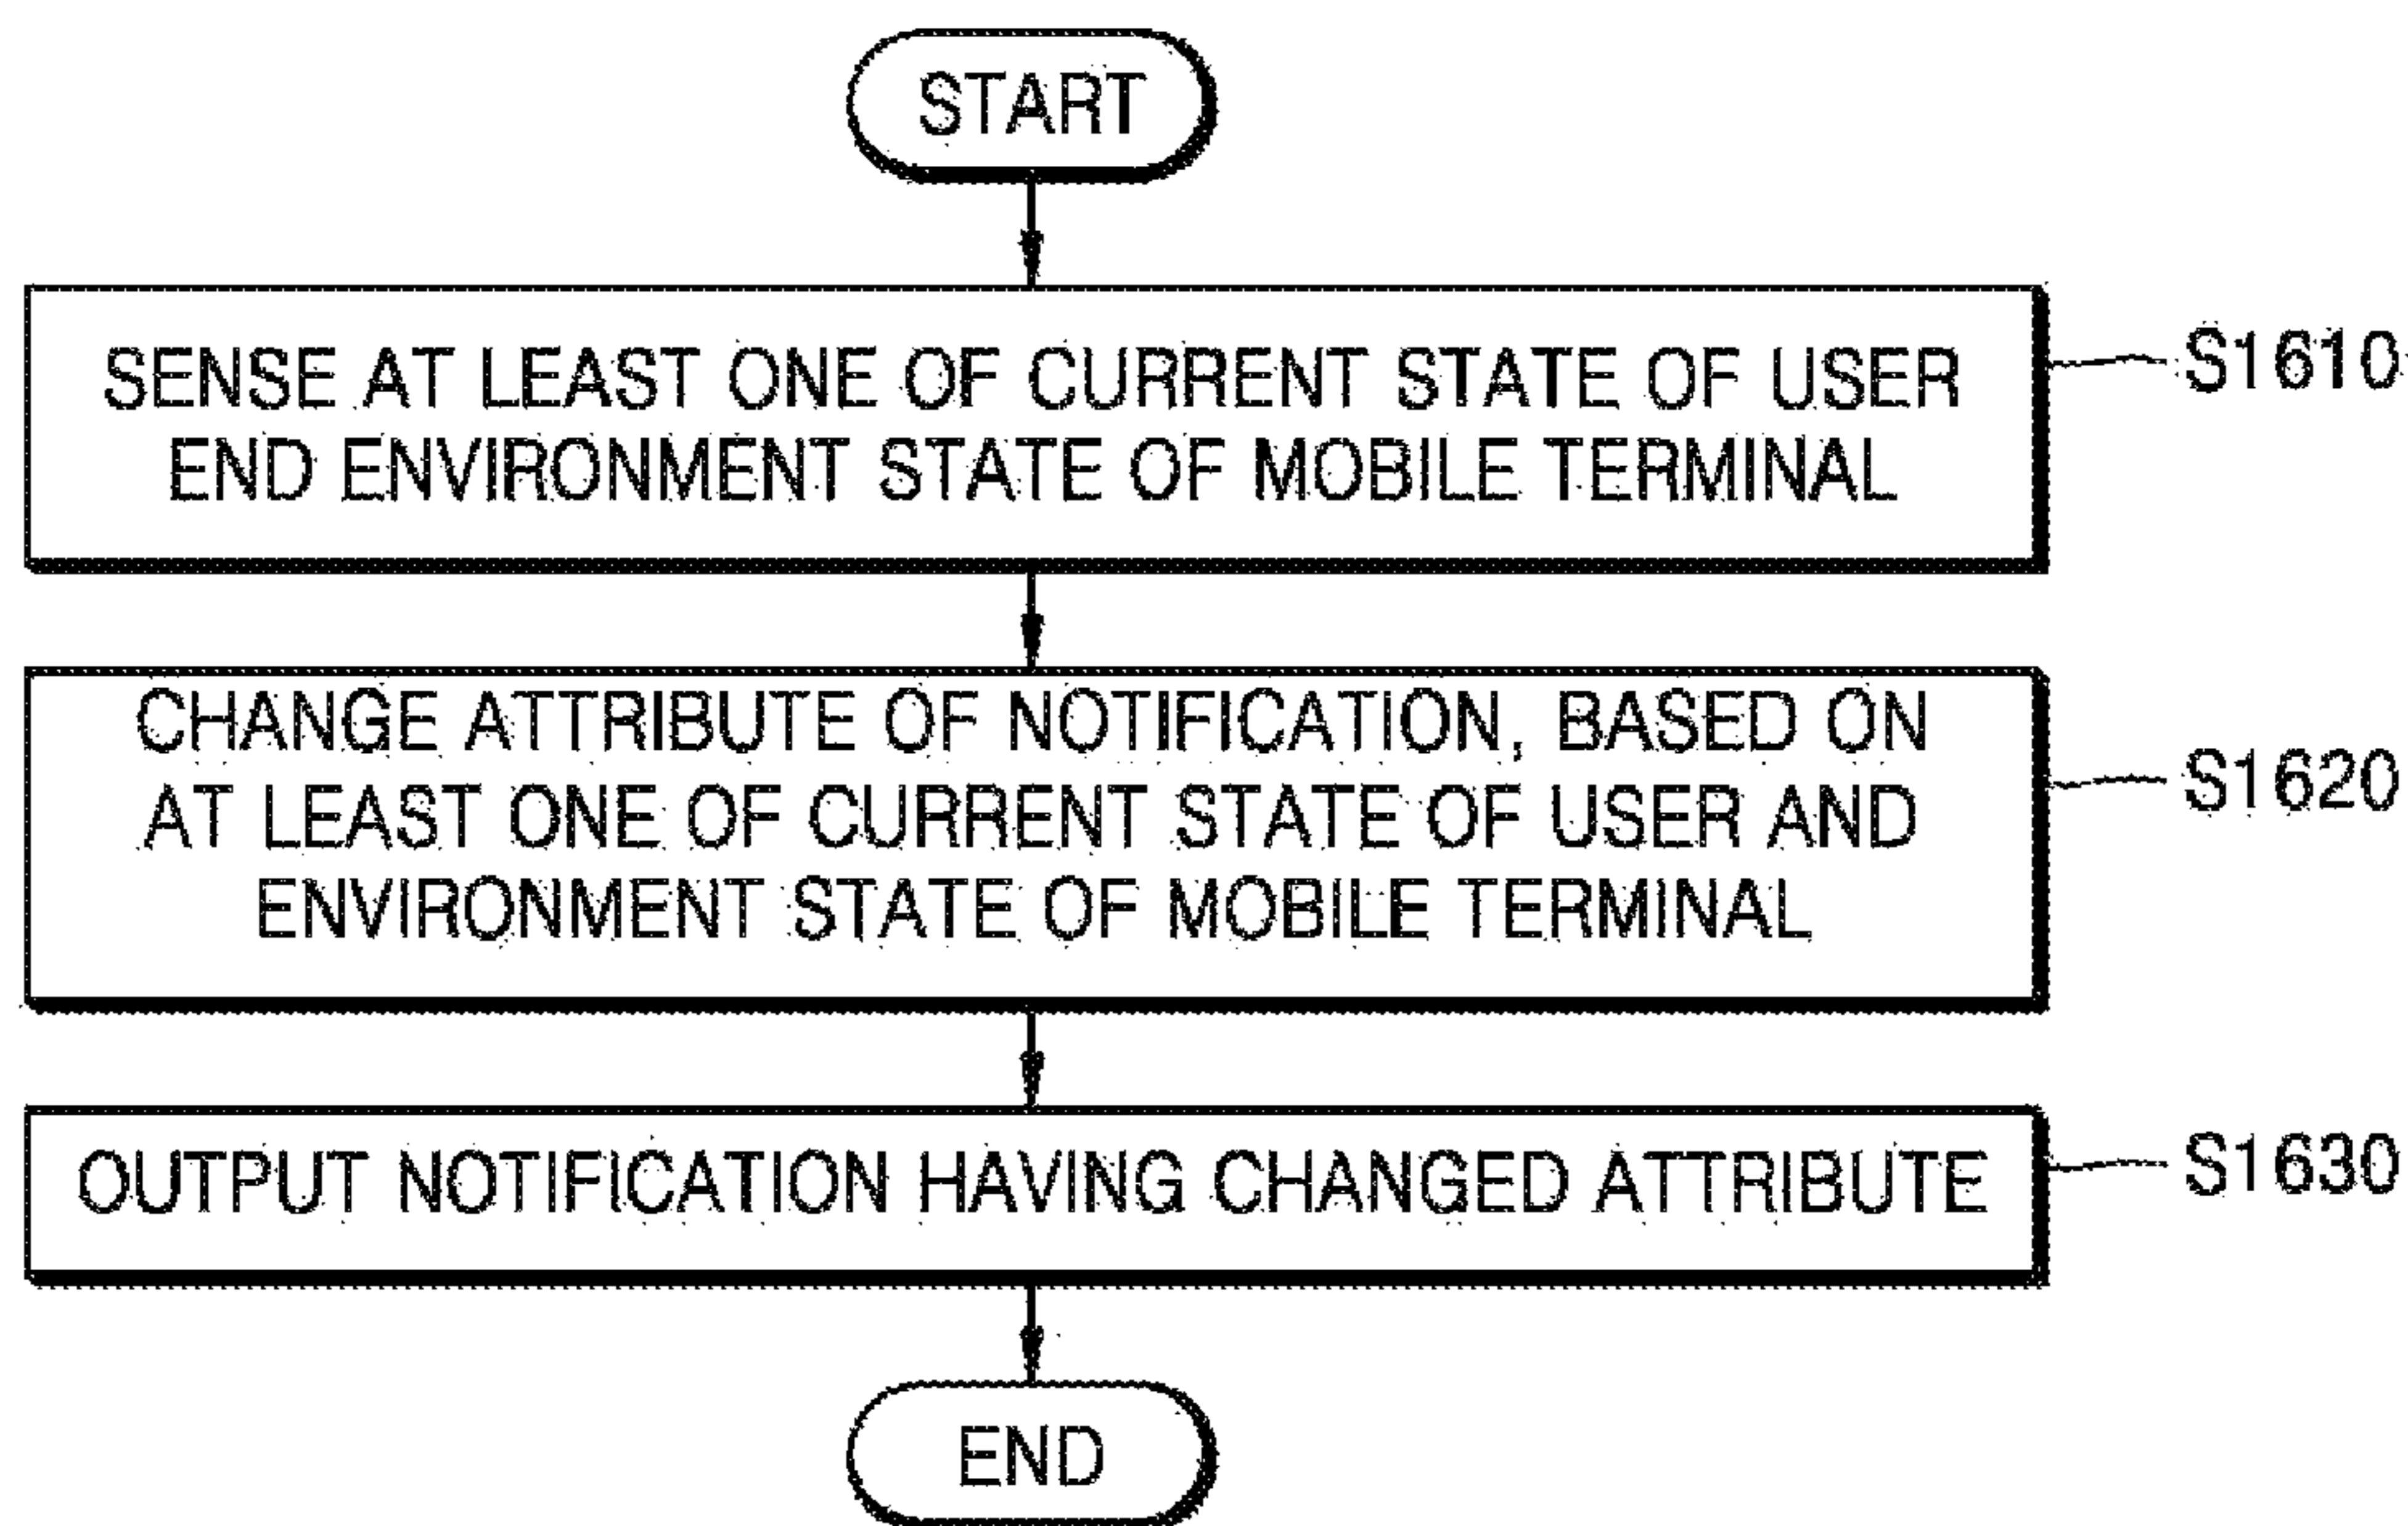 START
SENSE AT LEAST ONE OF CURRENT STATE OF USER
END ENVIRONMENT STATE OF MOBILE TERMINAL
S1610
CHANGE ATTRIBUTE OF NOTIFICATION, BASED ON
AT LEAST ONE OF CURRENT STATE OF USER AND
ENVIRONMENT STATE OF MOBILE TERMINAL
S1620
OUTPUT NOTIFICATION HAVING CHANGED ATTRIBUTE
S1630
END